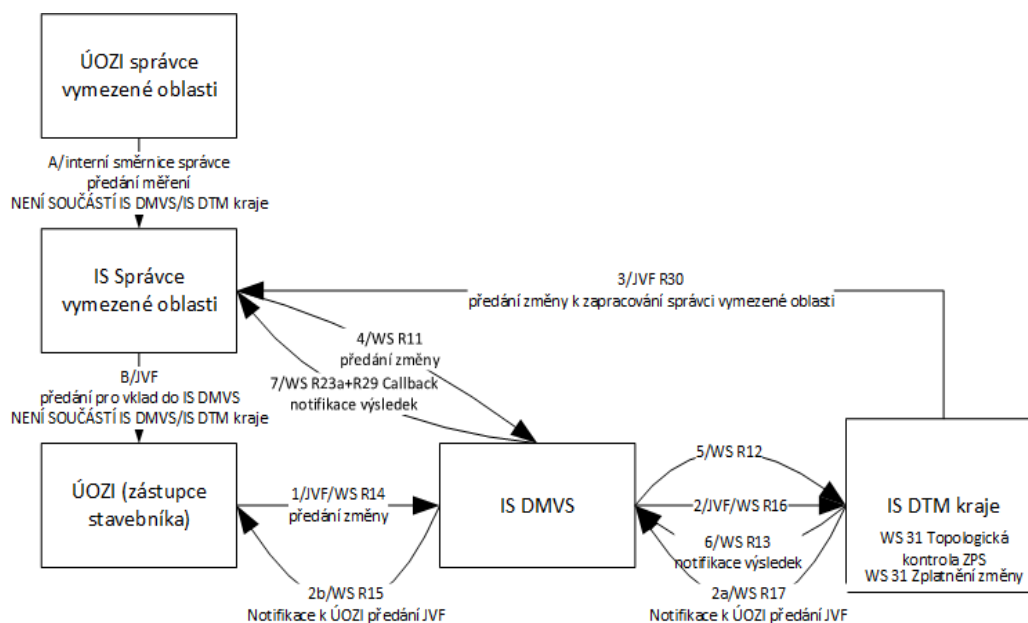 ÚOZI správce
vymezené oblasti
A/interní směrnice správce
předání měření
NENÍ SOUČÁSTÍ IS DMVS/IS DTM kraje
IS Správce
vymezené oblasti
3/JVF R30
předání změny k zapracování správci vymezené oblasti
4/WS R11
předání změny
7/WS R23a+R29 Callback
notifikace výsledek
B/JVF
předání pro vklad do IS DMVS
NENÍ SOUČÁSTÍ IS DMVS/IS DTM kraje
ÚOZI (zástupce
stavebníka)
1/JVF/WS R14
předání změny
2b/WS R15
Notifikace k ÚOZI předání JVF
IS DMVS
5/WS R12
2/JVF/WS R16
6/WS R13
notifikace výsledek
2a/WS R17
Notifikace k ÚOZI předání JVF
IS DTM kraje
WS 31 Topologická
kontrola ZPS
WS 31 Zplatnění změny